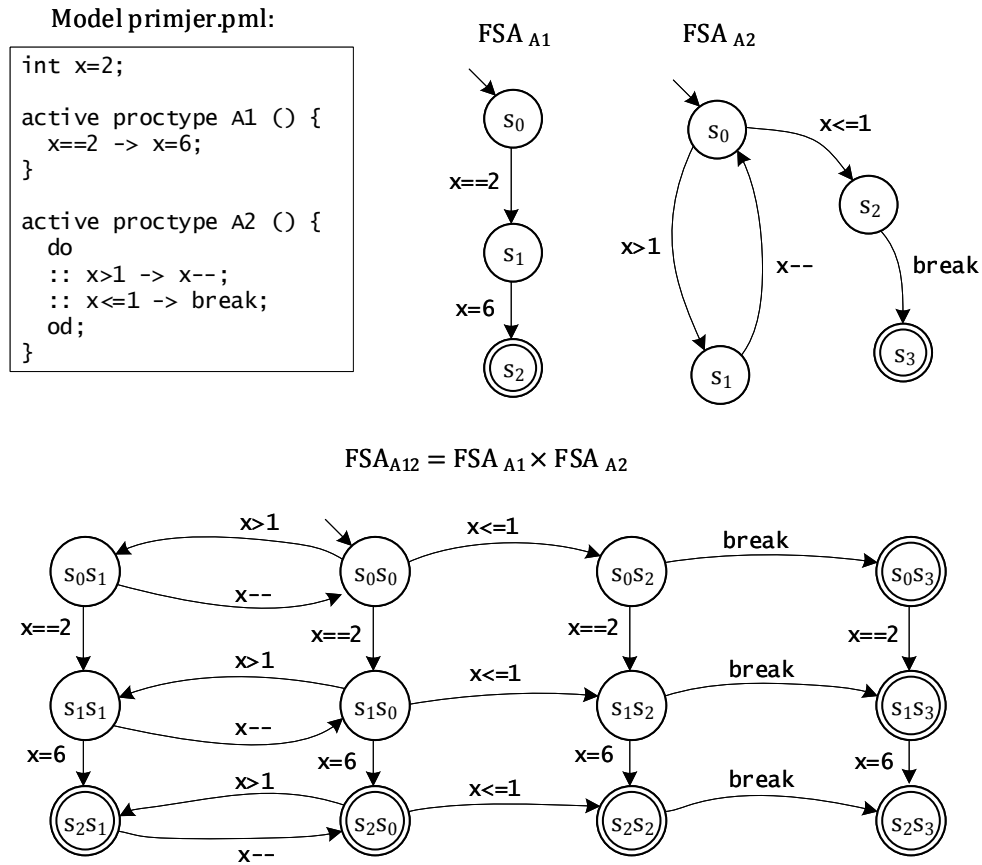 Model primjer.pml:
int x=2;
active proctype A1 () {
  x==2 -> x=6;
}
active proctype A2 () {
  do
  :: x>1 -> x--;
  :: x<=1 -> break;
  od;
}
FSA A1
s0
x==2
s1
x=6
s2
FSA A2
s0
x<=1
s2
x>1
x--
break
s1
s3
FSAA12 = FSA A1 × FSA A2
x>1
x<=1
break
s0s1
s0s0
s0s2
s0s3
x--
x==2
x==2
x==2
x==2
x>1
x<=1
break
s1s1
s1s0
s1s2
s1s3
x--
x=6
x=6
x=6
x=6
x>1
x<=1
break
s2s1
s2s0
s2s2
s2s3
x--